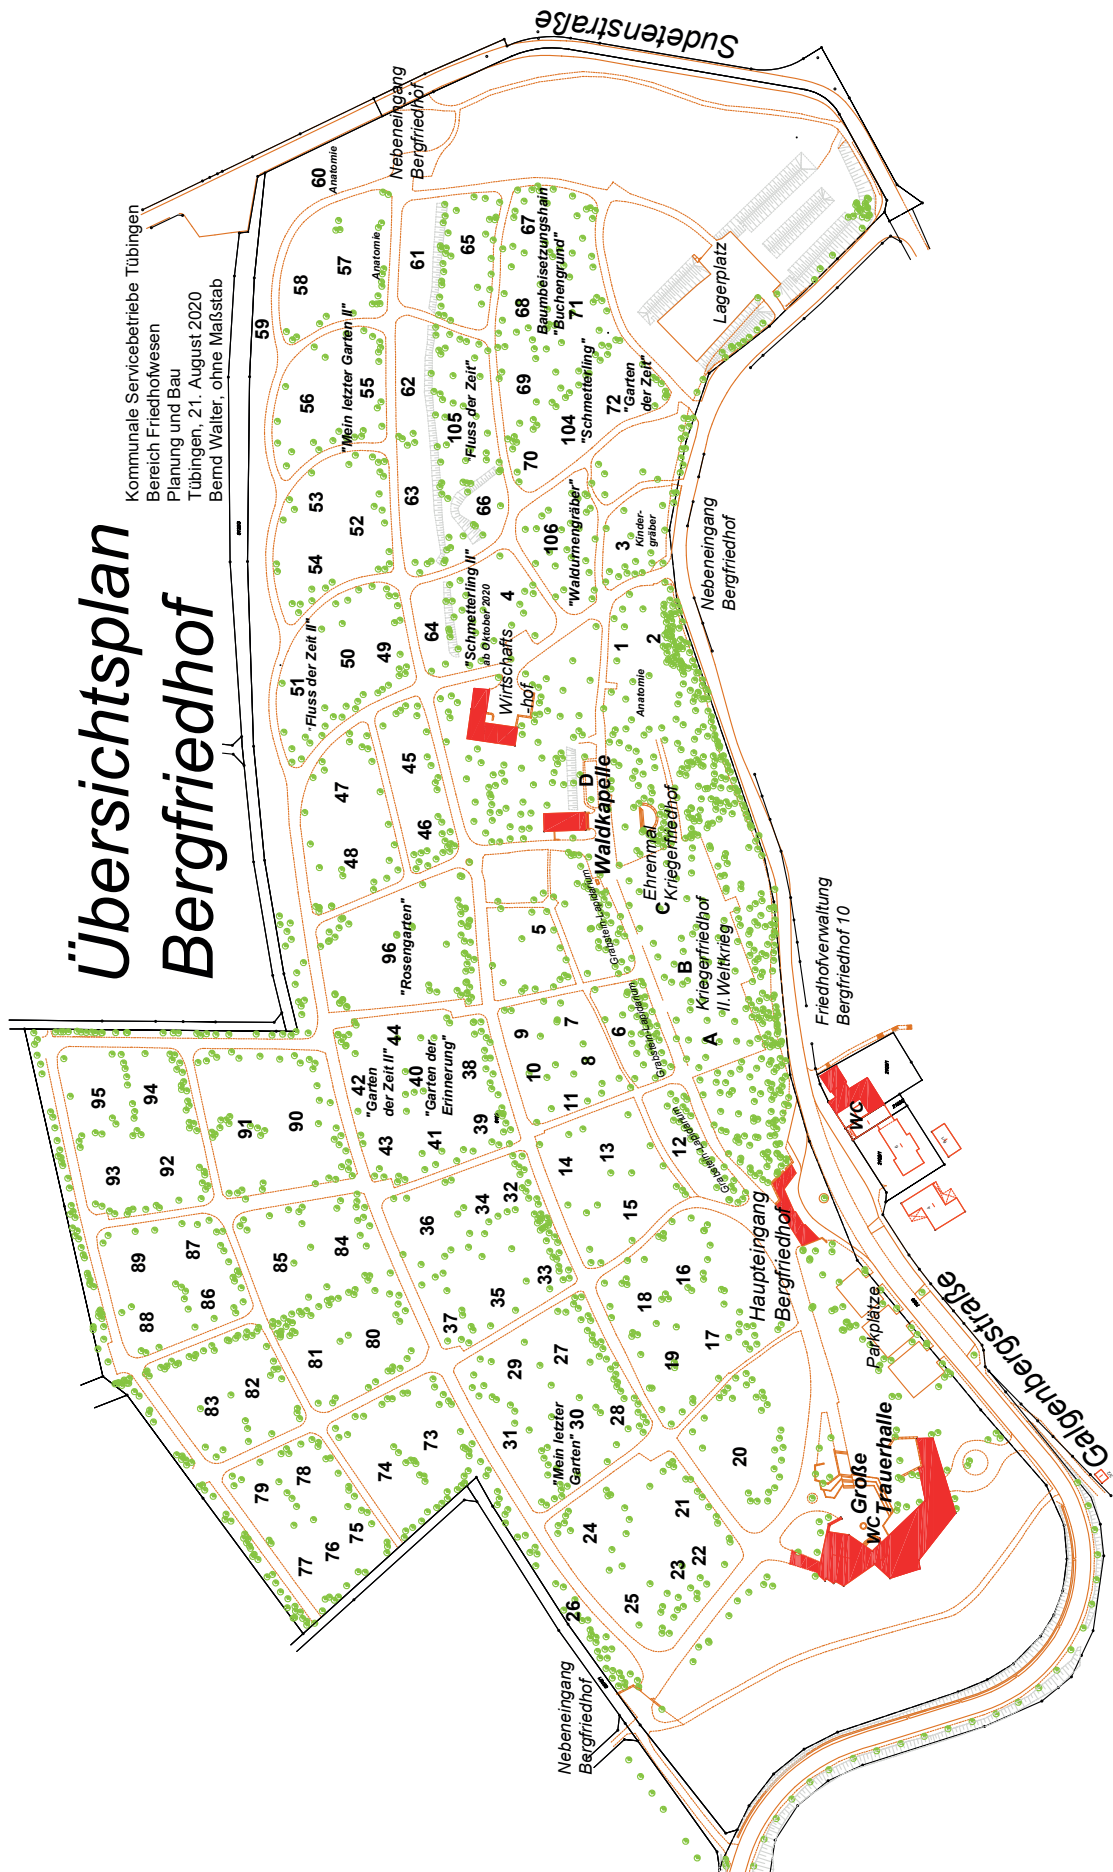 Übersichtsplan
Bergfriedhof
Kommunale Servicebetriebe Tübingen
Bereich Friedhofwesen
Planung und Bau
Tübingen, 21. August 2020
Bernd Walter, ohne Maßstab
Sudetenstraße
Nebeneingang
Bergfriedhof
60
Anatomie
59
58
57
Anatomie
56
55
"Mein letzter Garten II"
54
53
52
51
"Fluss der Zeit II"
50
49
61
62
63
64
65
66
105
"Fluss der Zeit"
67
68
Baumbeisetzungshain
"Buchengrund"
71
69
70
104
"Schmetterling"
72
"Garten
der Zeit"
Lagerplatz
106
"Waldurnengräber"
3
Kinder-
gräber
Nebeneingang
Bergfriedhof
4
"Schmetterling II"
ab Oktober 2020
Wirtschafts
-hof
1
2
Anatomie
47
48
45
46
D
Waldkapelle
Ehrenmal
Kriegerfriedhof
C
B
Kriegerfriedhof
II. Weltkrieg
A
Grabstein-Lapidarium
Grabstein-Lapidarium
Grabstein-Lapidarium
96
"Rosengarten"
5
6
7
8
9
10
11
12
13
14
15
44
42
"Garten
der Zeit II"
43
40
"Garten der
Erinnerung"
41
38
39
95
94
93
92
91
90
89
88
87
86
85
84
83
82
81
80
79
78
77
76
75
74
73
36
34
32
33
35
37
29
27
31
"Mein letzter
Garten" 30
28
18
16
19
17
20
21
22
23
24
25
26
Friedhofverwaltung
Bergfriedhof 10
WC
Haupteingang
Bergfriedhof
Parkplätze
Galgenbergstraße
Große
Trauerhalle
WC
Nebeneingang
Bergfriedhof